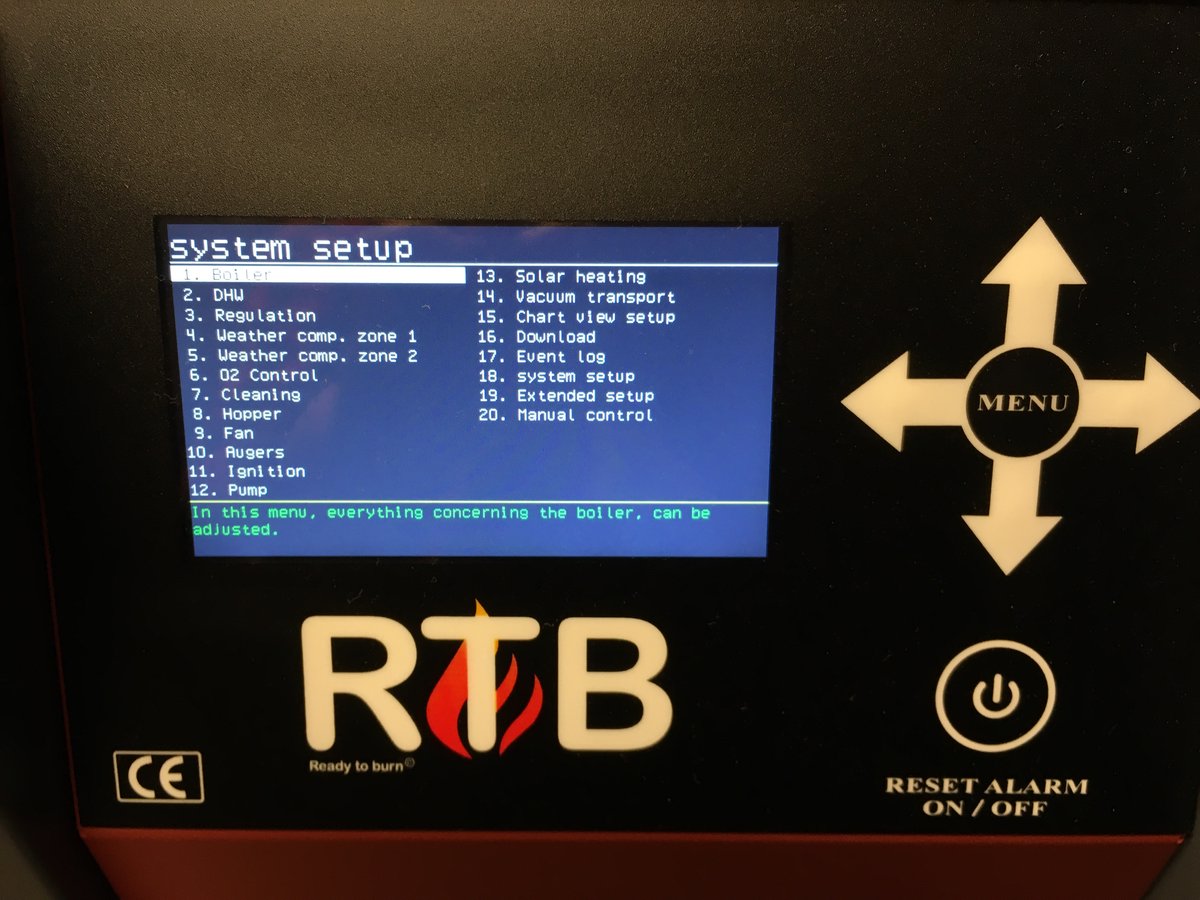 system setup
1. Boiler
2. DHW
3. Regulation
4. Weather comp. zone 1
5. Weather comp. zone 2
6. O2 Control
7. Cleaning
8. Hopper
9. Fan
10. Augers
11. Ignition
12. Pump
13. Solar heating
14. Vacuum transport
15. Chart view setup
16. Download
17. Event log
18. system setup
19. Extended setup
20. Manual control
In this menu, everything concerning the boiler, can be
adjusted.
MENU
RTB
Ready to burn©
CE
RESET ALARM
ON / OFF